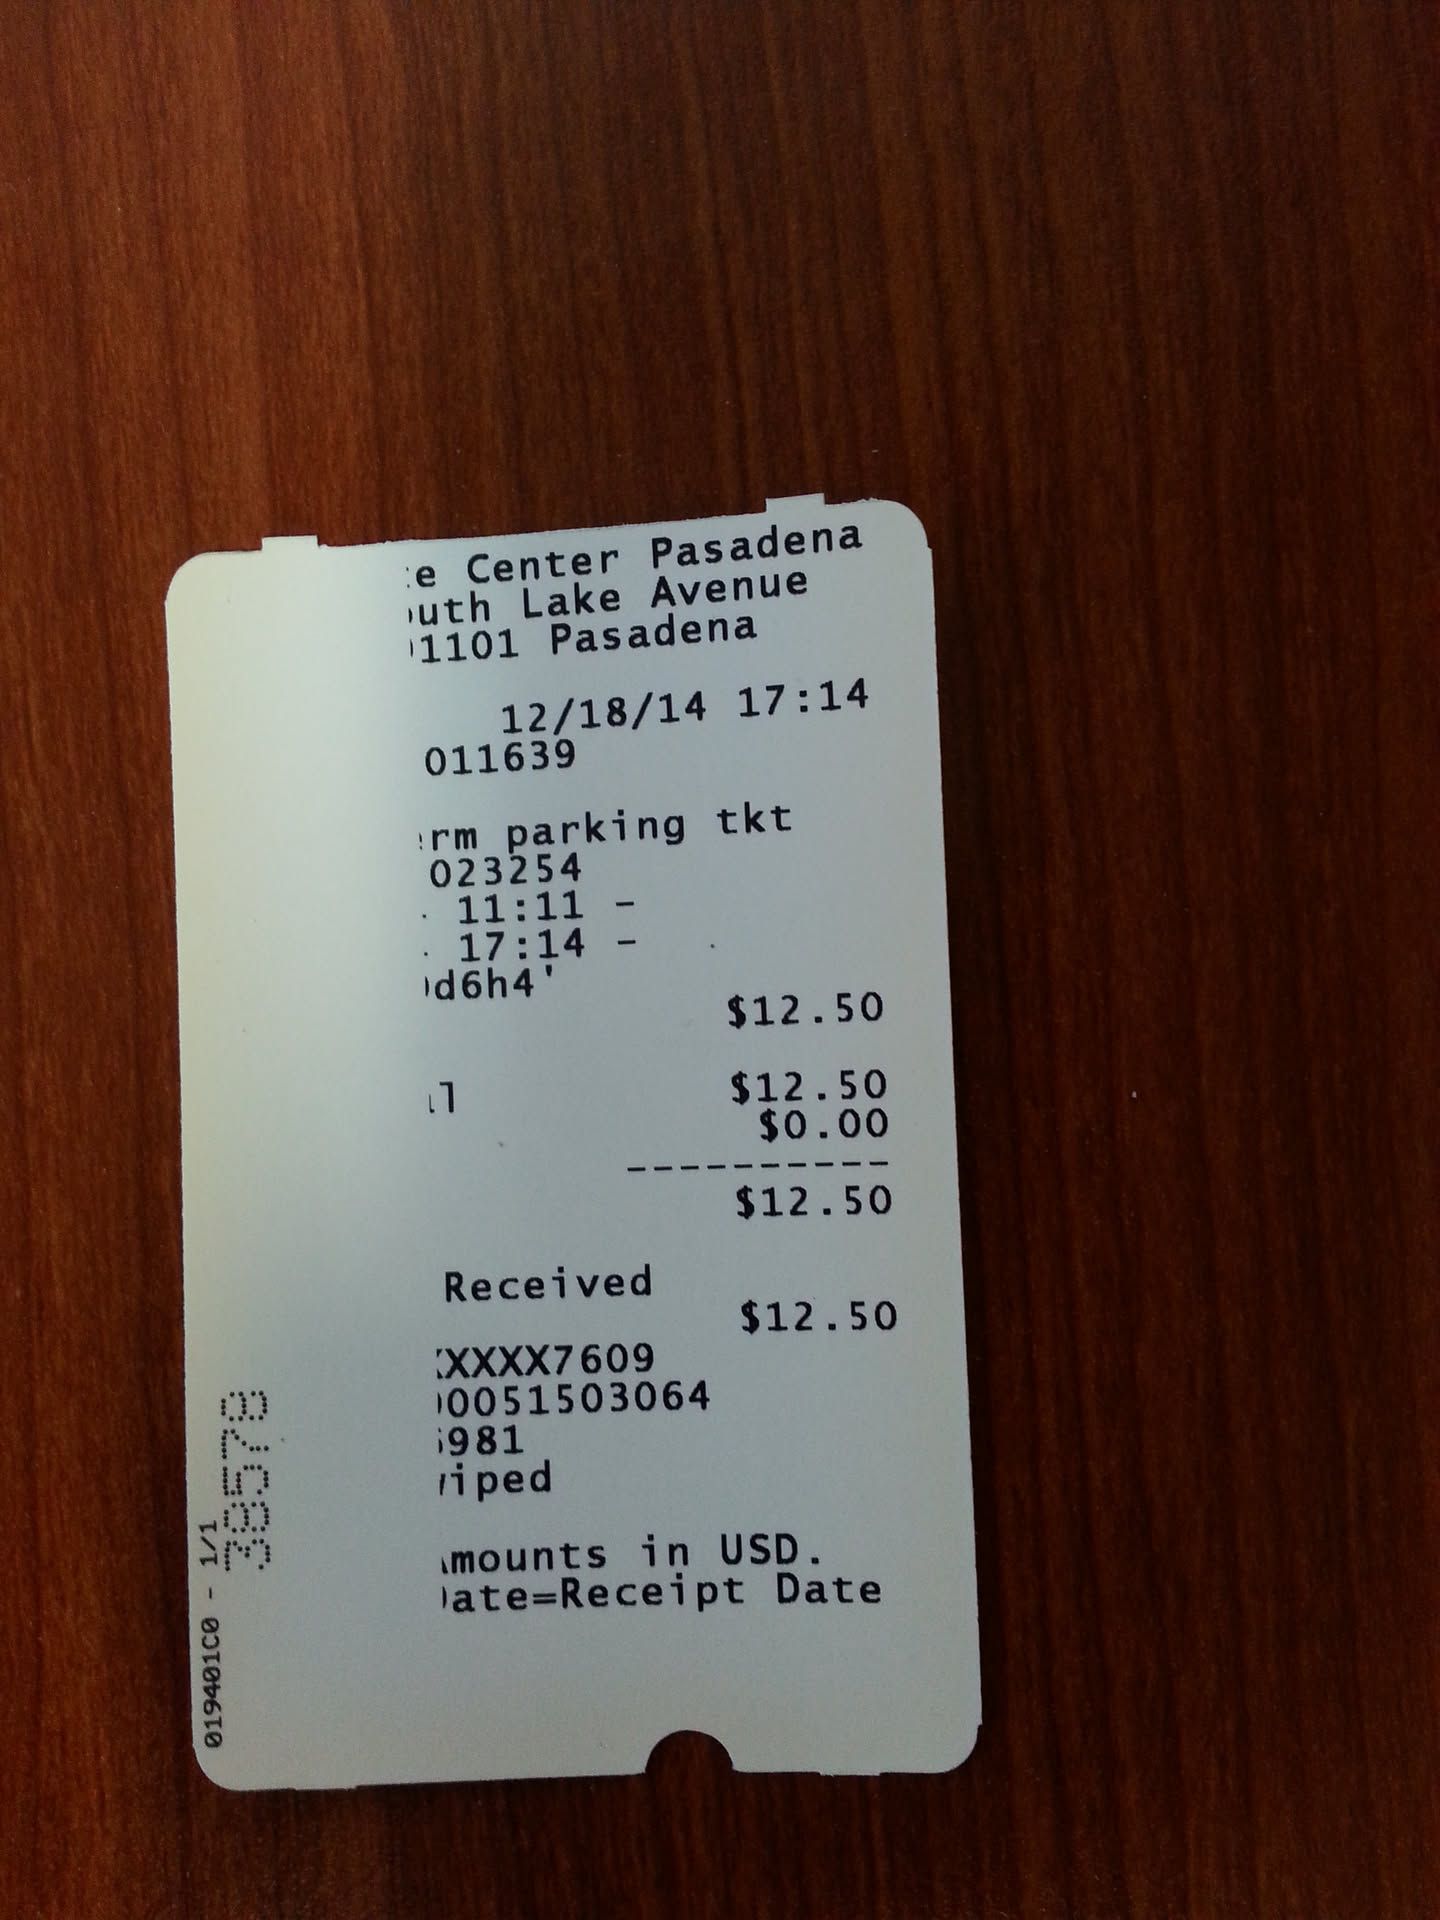 e Center Pasadena
uth Lake Avenue
1101 Pasadena
12/18/14 17:14
011639
rm parking tkt
023254
. 11:11 -
. 17:14 -
d6h4'
$12.50
l $12.50
$0.00
----------
$12.50
Received
$12.50
XXXX7609
0051503064
981
iped
mounts in USD.
ate=Receipt Date
019401C0 - 1/1
38578